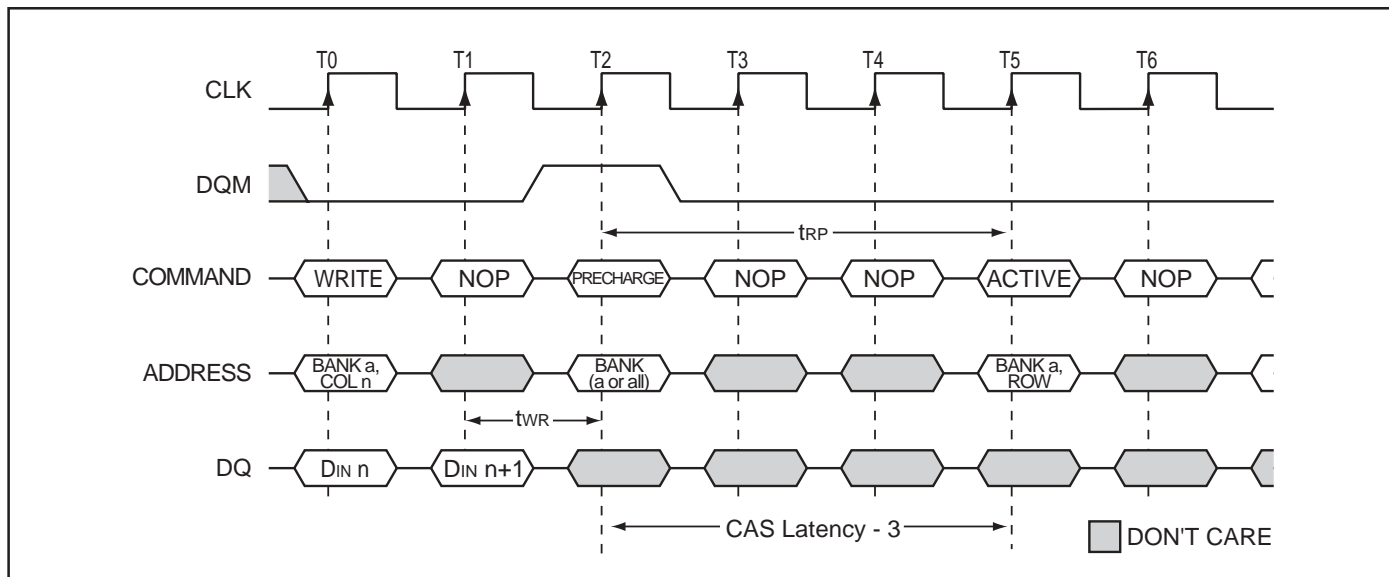 T0 T1 T2 T3 T4 T5 T6
CLK
DQM
tRP
COMMAND WRITE NOP PRECHARGE NOP NOP ACTIVE NOP
ADDRESS BANK a, COL n BANK (a or all) BANK a, ROW
tWR
DQ DIN n DIN n+1
CAS Latency - 3
DON'T CARE